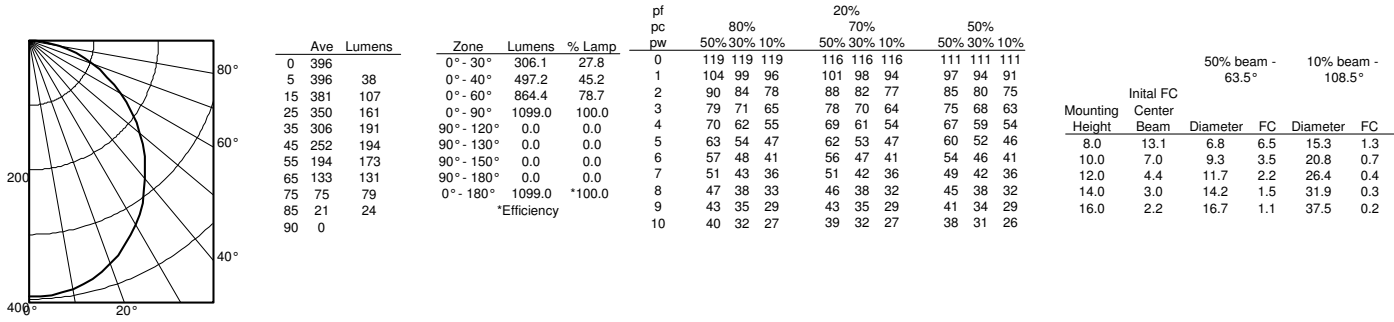 80°
60°
40°
20°
0°
200
400
Ave Lumens
0 396
5 396 38
15 381 107
25 350 161
35 306 191
45 252 194
55 194 173
65 133 131
75 75 79
85 21 24
90 0
Zone Lumens % Lamp
0°- 30° 306.1 27.8
0°- 40° 497.2 45.2
0°- 60° 864.4 78.7
0°- 90° 1099.0 100.0
90°- 120° 0.0 0.0
90°- 130° 0.0 0.0
90°- 150° 0.0 0.0
90°- 180° 0.0 0.0
0°- 180° 1099.0 *100.0
*Efficiency
pf 20%
pc 80% 70% 50%
pw 50% 30% 10% 50% 30% 10% 50% 30% 10%
0 119 119 119 116 116 116 111 111 111
1 104 99 96 101 98 94 97 94 91
2 90 84 78 88 82 77 85 80 75
3 79 71 65 78 70 64 75 68 63
4 70 62 55 69 61 54 67 59 54
5 63 54 47 62 53 47 60 52 46
6 57 48 41 56 47 41 54 46 41
7 51 43 36 51 42 36 49 42 36
8 47 38 33 46 38 32 45 38 32
9 43 35 29 43 35 29 41 34 29
10 40 32 27 39 32 27 38 31 26
50% beam - 10% beam -
63.5° 108.5°
Inital FC
Mounting Center
Height Beam Diameter FC Diameter FC
8.0 13.1 6.8 6.5 15.3 1.3
10.0 7.0 9.3 3.5 20.8 0.7
12.0 4.4 11.7 2.2 26.4 0.4
14.0 3.0 14.2 1.5 31.9 0.3
16.0 2.2 16.7 1.1 37.5 0.2